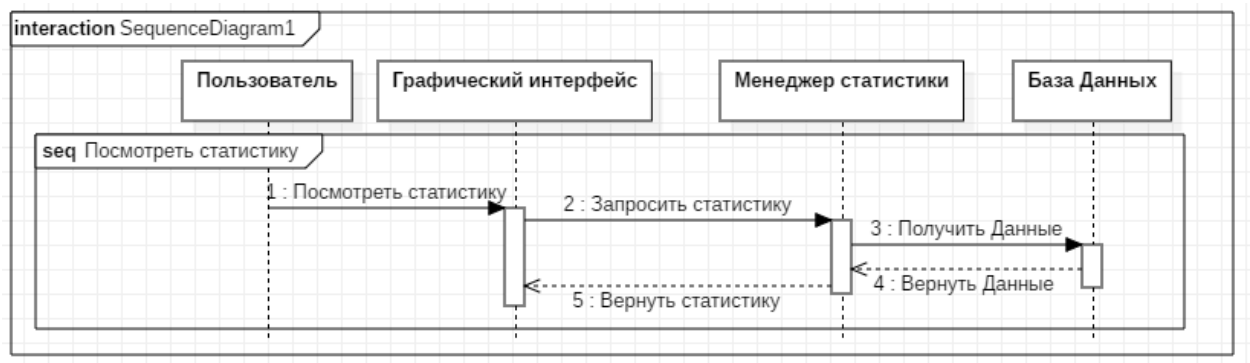 interaction SequenceDiagram1
Пользователь
Графический интерфейс
Менеджер статистики
База Данных
seq Посмотреть статистику
1 : Посмотреть статистику
2 : Запросить статистику
3 : Получить Данные
4 : Вернуть Данные
5 : Вернуть статистику